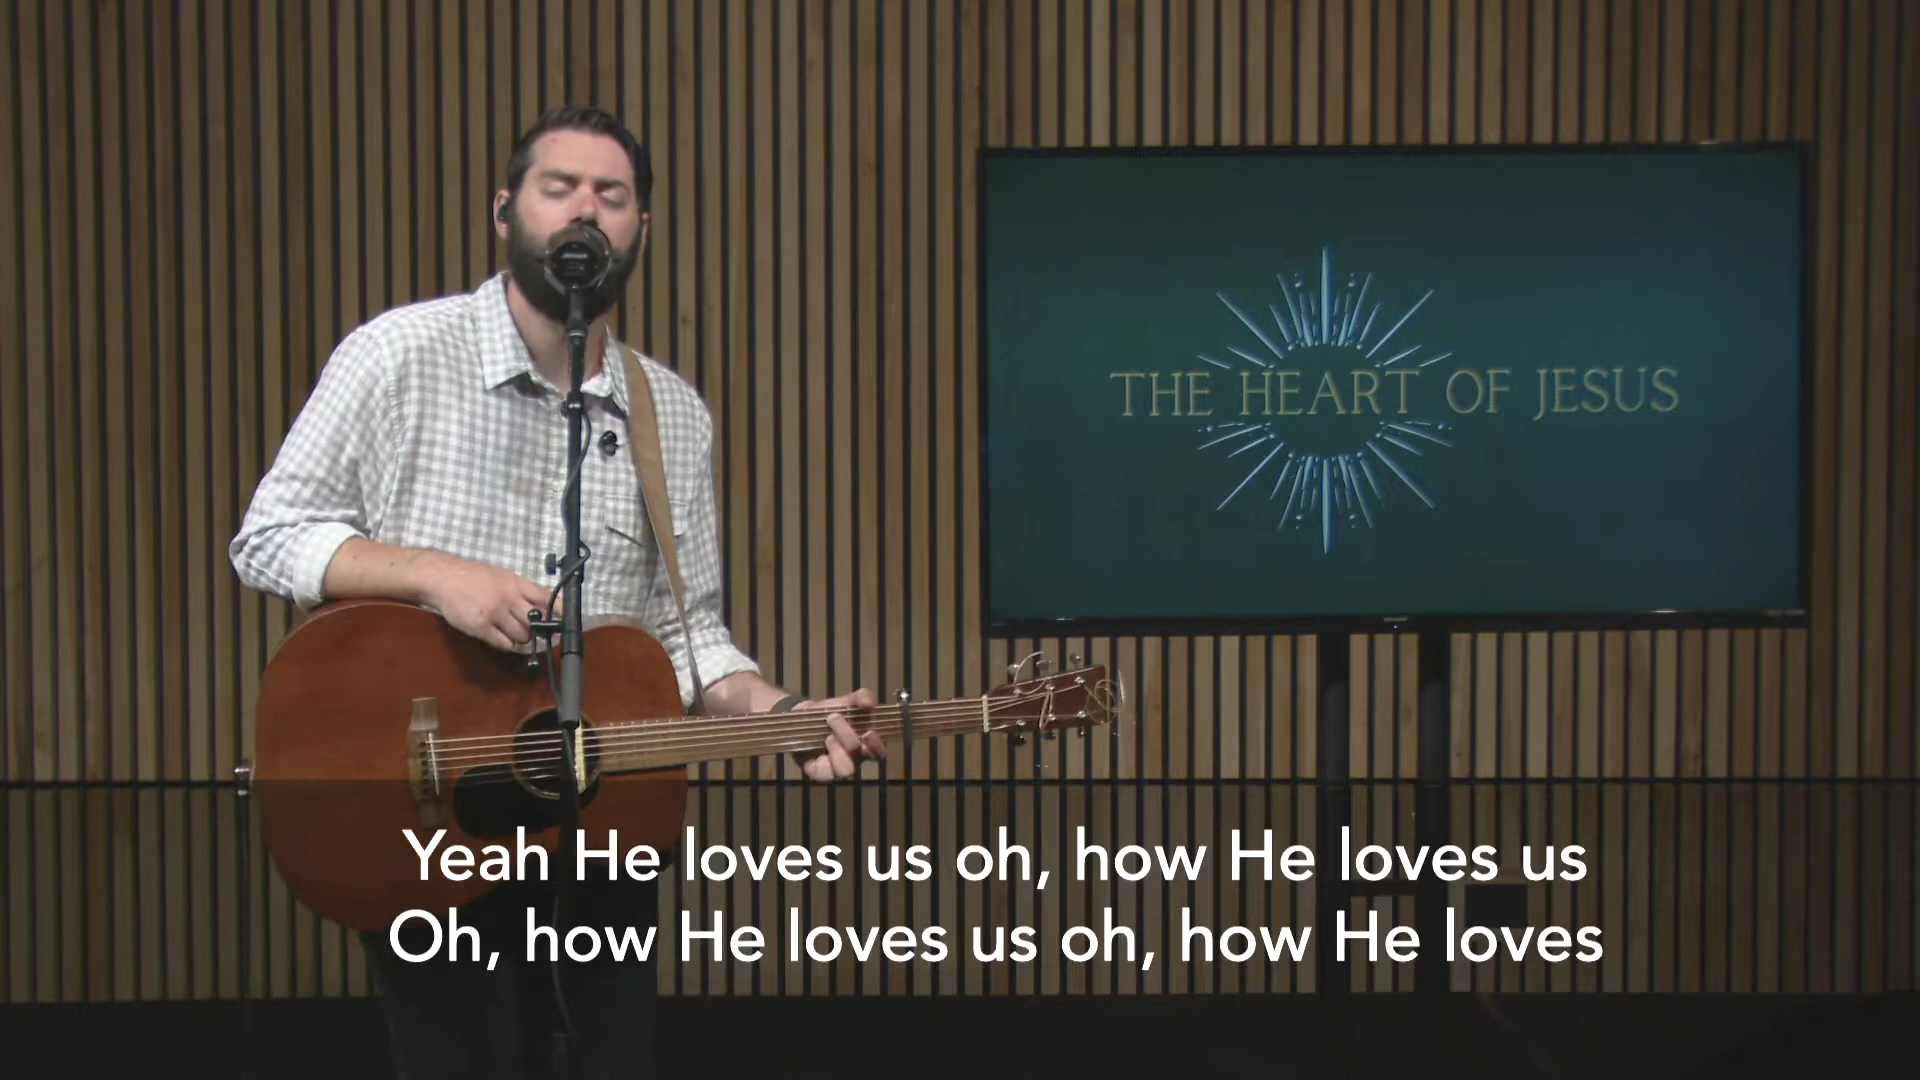 THE HEART OF JESUS
Yeah He loves us oh, how He loves us
Oh, how He loves us oh, how He loves